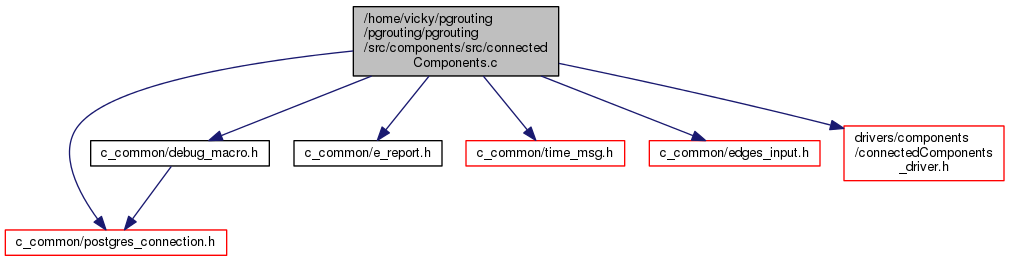 /home/vicky/pgrouting
/pgrouting/pgrouting
/src/components/src/connected
Components.c
c_common/debug_macro.h
c_common/e_report.h
c_common/time_msg.h
c_common/edges_input.h
drivers/components
/connectedComponents
_driver.h
c_common/postgres_connection.h